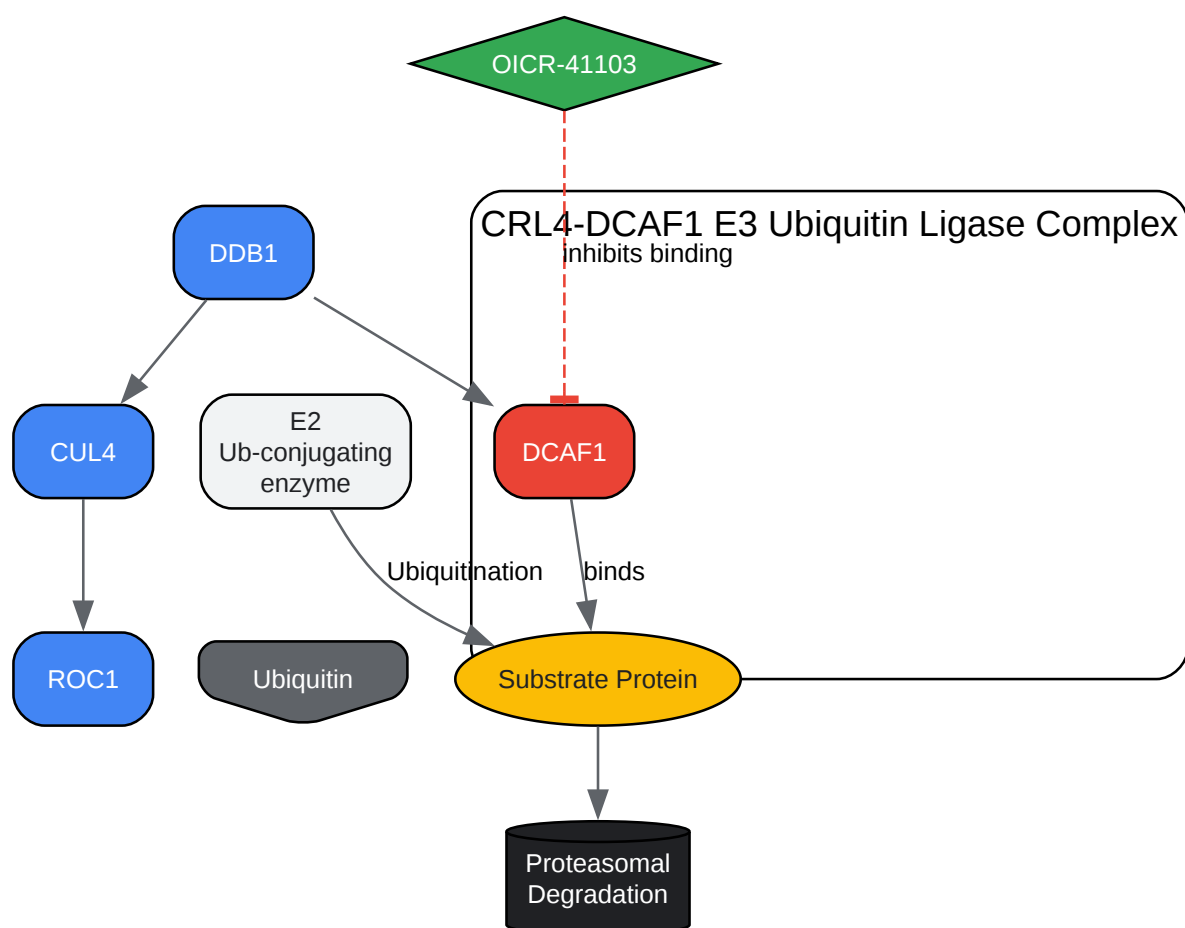 OICR-41103
CRL4-DCAF1 E3 Ubiquitin Ligase Complex
inhibits binding
DDB1
CUL4
E2
Ub-conjugating
enzyme
DCAF1
Ubiquitination
binds
ROC1
Ubiquitin
Substrate Protein
Proteasomal
Degradation